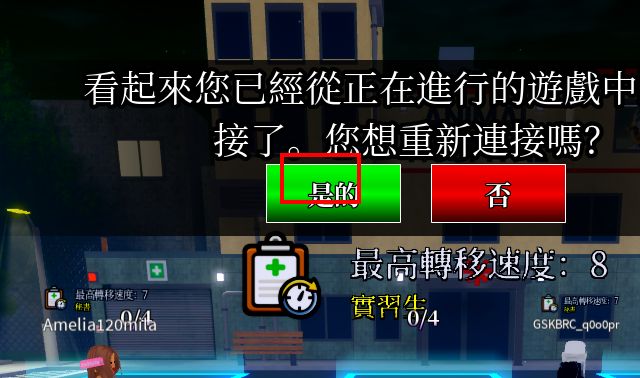 看起來您已經從正在進行的遊戲中
接了。您想重新連接嗎?
是的
否
最高轉移速度: 8
實習生
0/4
最高轉移速度: 7
秘書
0/4
Amelia120mila
最高轉移速度: 7
GSKBRC_q0o0pr